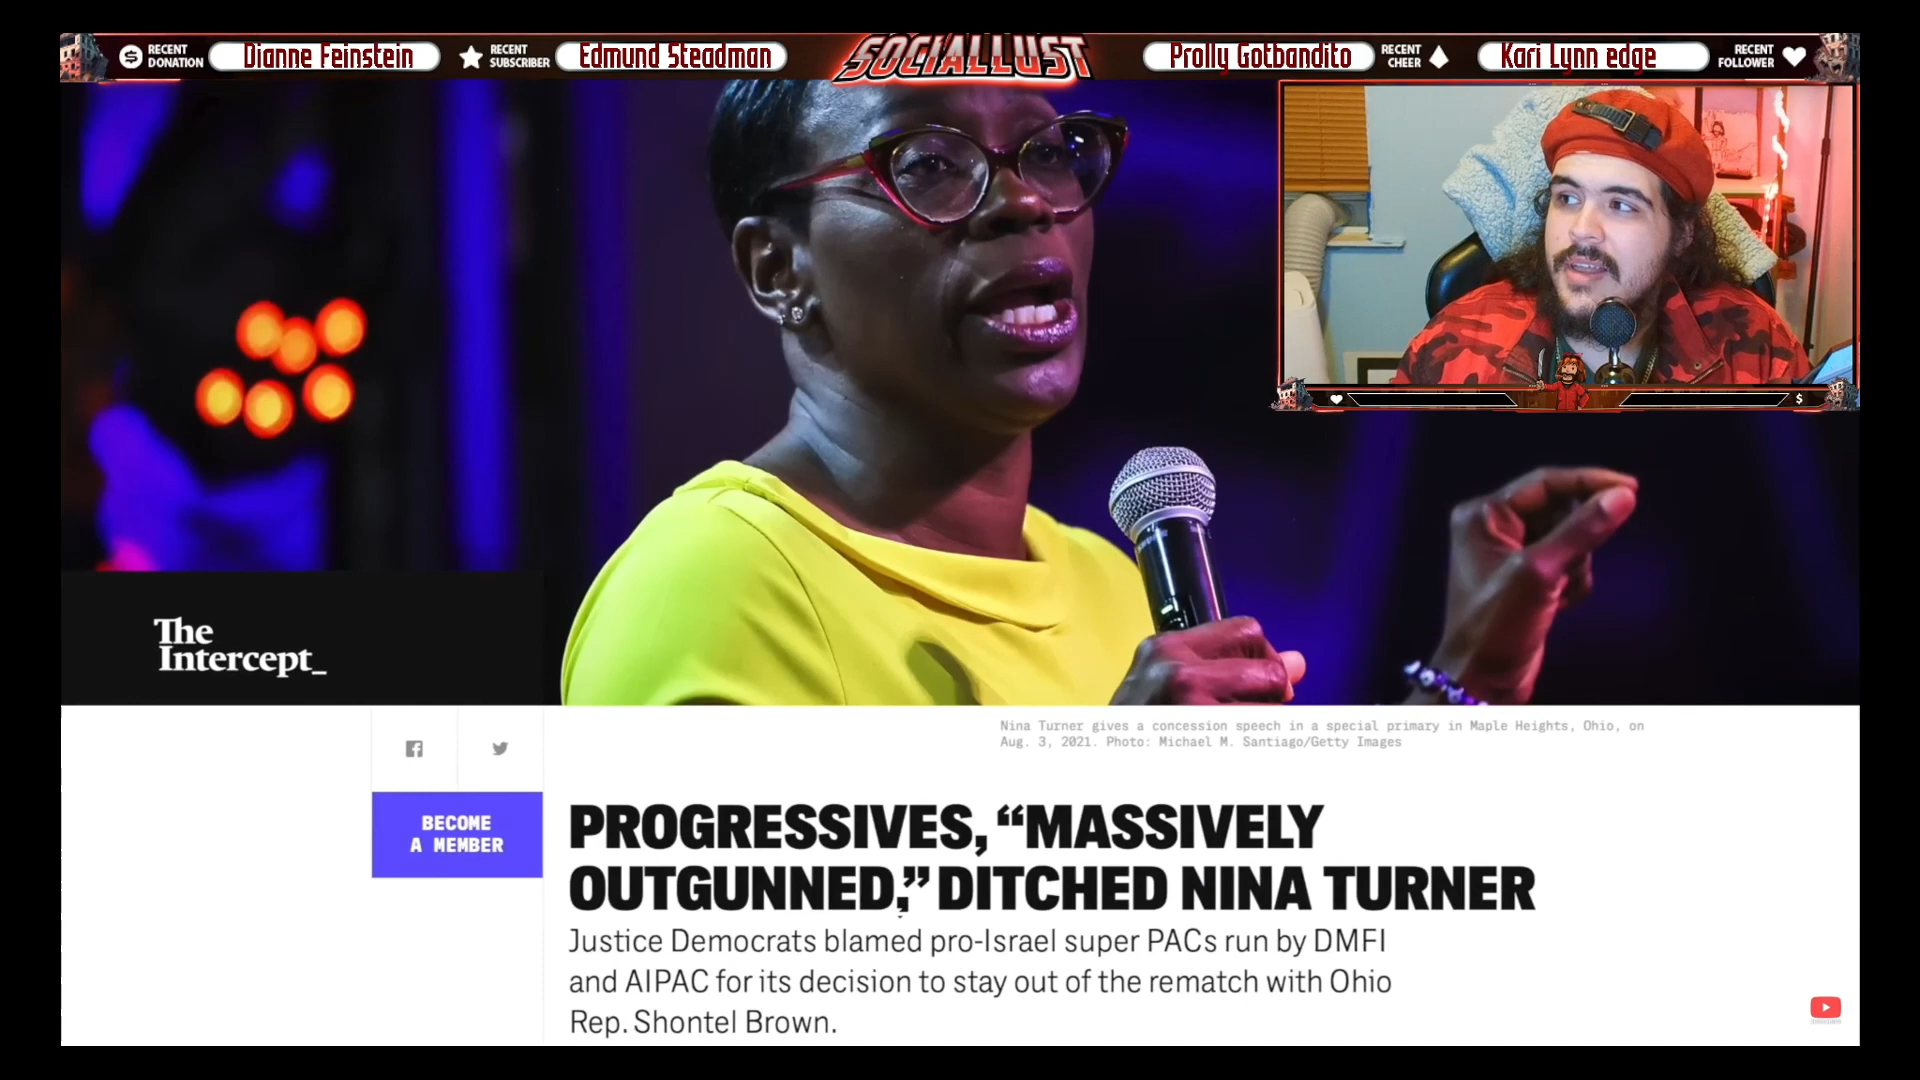 RECENT
DONATION
Dianne Feinstein
RECENT
SUBSCRIBER
Edmund Steadman
SOCIALLUST
Prolly Gotbandito
RECENT
CHEER
Kari Lynn edge
RECENT
FOLLOWER
$
The
Intercept_
Nina Turner gives a concession speech in a special primary in Maple Heights, Ohio, on
Aug. 3, 2021. Photo: Michael M. Santiago/Getty Images
BECOME
A MEMBER
PROGRESSIVES, “MASSIVELY
OUTGUNNED,” DITCHED NINA TURNER
Justice Democrats blamed pro-Israel super PACs run by DMFI
and AIPAC for its decision to stay out of the rematch with Ohio
Rep. Shontel Brown.